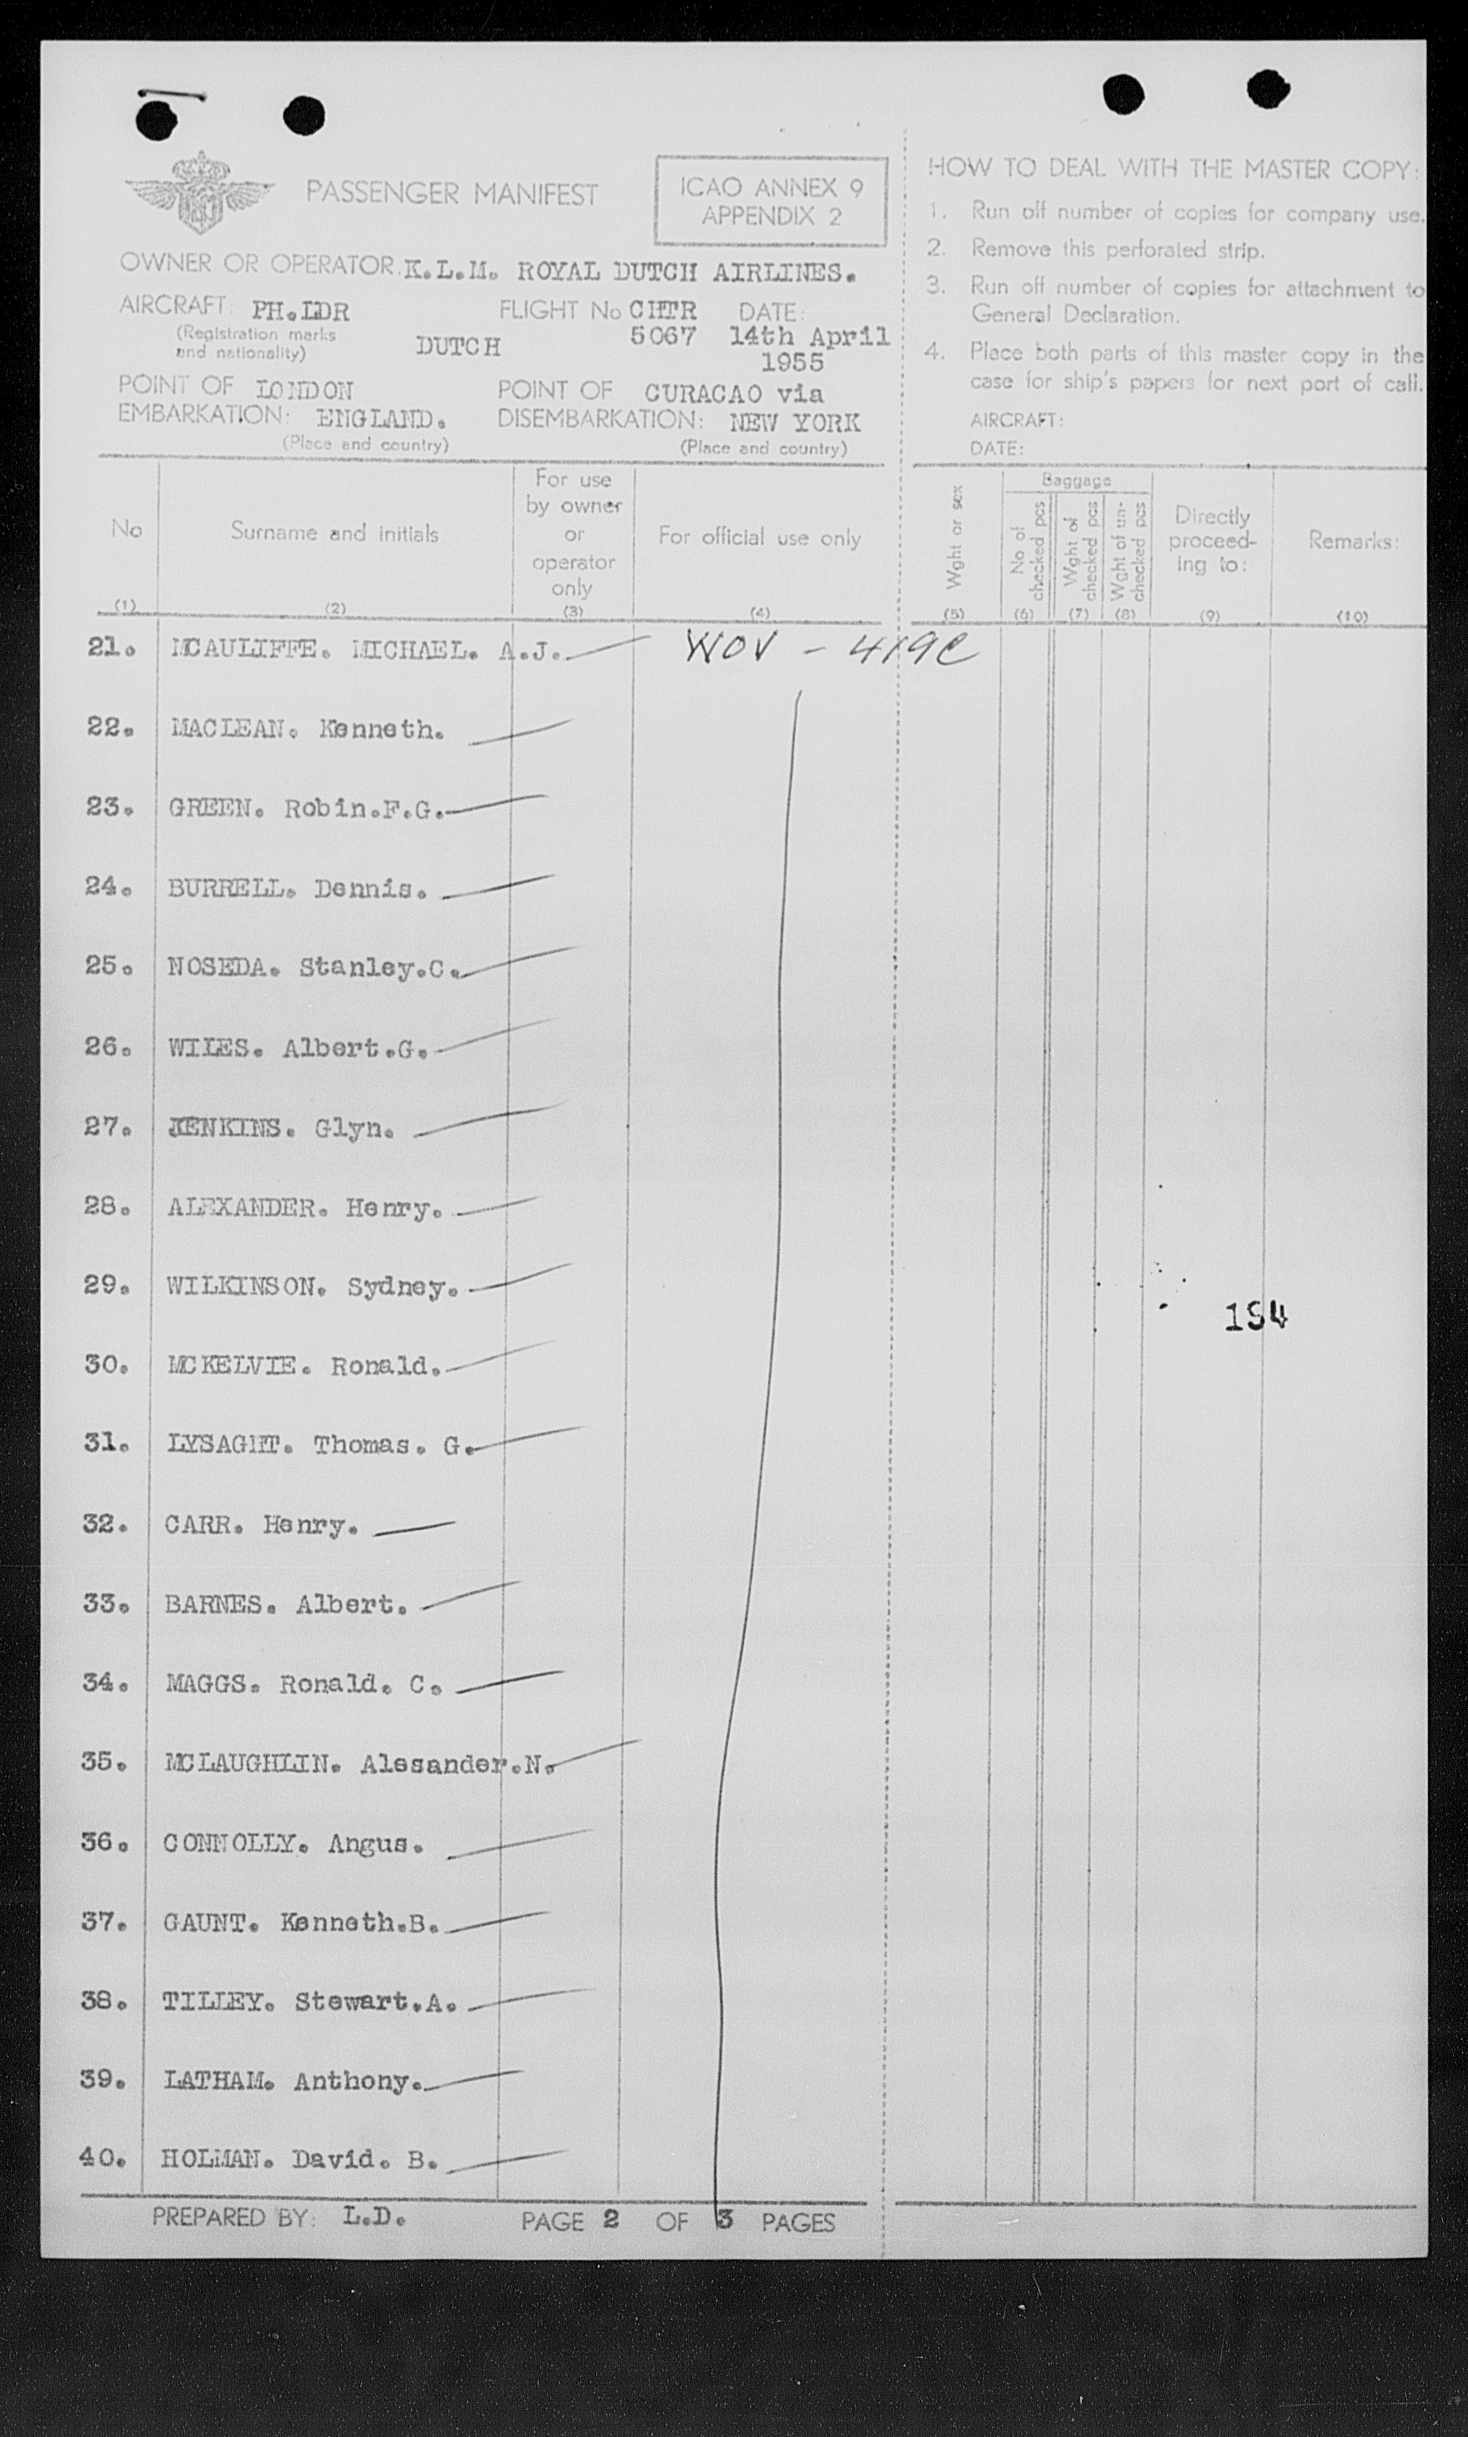 PASSENGER MANIFEST
ICAO ANNEX 9
APPENDIX 2
OWNER OR OPERATOR: K.L.M. ROYAL DUTCH AIRLINES.
AIRCRAFT: PH.LDR FLIGHT No CHTR DATE:
(Registration marks and nationality) DUTCH 5067 14th April
1955
POINT OF LONDON POINT OF CURACAO via
EMBARKATION: ENGLAND. DISEMBARKATION: NEW YORK
(Place and country) (Place and country)
HOW TO DEAL WITH THE MASTER COPY:
1. Run off number of copies for company use.
2. Remove this perforated strip.
3. Run off number of copies for attachment to
General Declaration.
4. Place both parts of this master copy in the
case for ship's papers for next port of call.
AIRCRAFT:
DATE:
No
Surname and initials
For use
by owner
or
operator
only
For official use only
Wght or sex
Baggage
No of
checked pcs
Wght of
checked pcs
Wght of un-
checked pcs
Directly
proceed-
ing to:
Remarks:
(1) (2) (3) (4) (5) (6) (7) (8) (9) (10)
21. MCAULIFFE. MICHAEL. A.J. WOV - 419C
22. MACLEAN. Kenneth.
23. GREEN. Robin.F.G.
24. BURRELL. Dennis.
25. NOSEDA. Stanley.C.
26. WILES. Albert.G.
27. JENKINS. Glyn.
28. ALEXANDER. Henry.
29. WILKINSON. Sydney.
194
30. MCKELVIE. Ronald.
31. LYSAGHT. Thomas. G.
32. CARR. Henry.
33. BARNES. Albert.
34. MAGGS. Ronald. C.
35. MCLAUGHLIN. Alesander.N.
36. CONNOLLY. Angus.
37. GAUNT. Kenneth.B.
38. TILLEY. Stewart.A.
39. LATHAM. Anthony.
40. HOLMAN. David. B.
PREPARED BY: L.D. PAGE 2 OF 3 PAGES